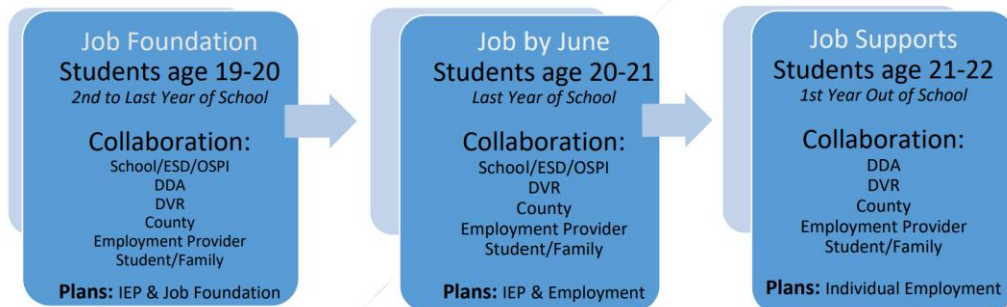 Job Foundation
Students age 19-20
2nd to Last Year of School
Collaboration:
School/ESD/OSPI
DDA
DVR
County
Employment Provider
Student/Family
Plans: IEP & Job Foundation
Job by June
Students age 20-21
Last Year of School
Collaboration:
School/ESD/OSPI
DVR
County
Employment Provider
Student/Family
Plans: IEP & Employment
Job Supports
Students age 21-22
1st Year Out of School
Collaboration:
DDA
DVR
County
Employment Provider
Student/Family
Plans: Individual Employment